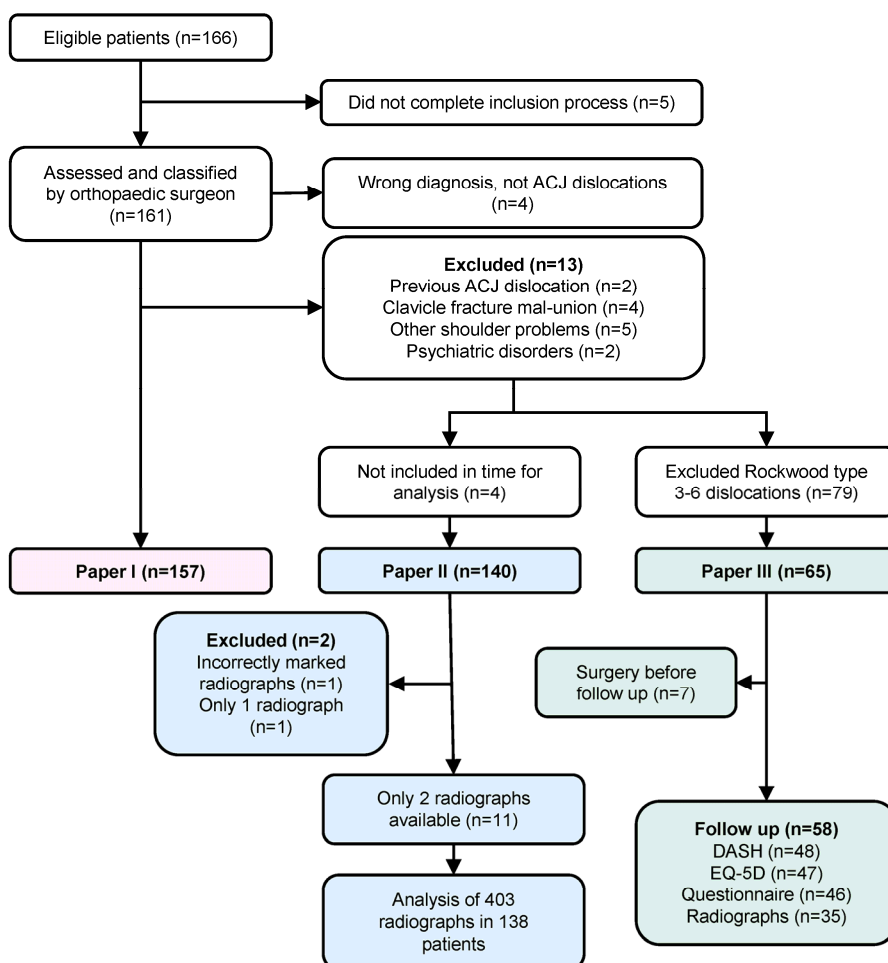 Eligible patients (n=166)
Did not complete inclusion process (n=5)
Assessed and classified
by orthopaedic surgeon
(n=161)
Wrong diagnosis, not ACJ dislocations
(n=4)
Excluded (n=13)
Previous ACJ dislocation (n=2)
Clavicle fracture mal-union (n=4)
Other shoulder problems (n=5)
Psychiatric disorders (n=2)
Not included in time for
analysis (n=4)
Excluded Rockwood type
3-6 dislocations (n=79)
Paper I (n=157)
Paper II (n=140)
Paper III (n=65)
Excluded (n=2)
Incorrectly marked
radiographs (n=1)
Only 1 radiograph
(n=1)
Surgery before
follow up (n=7)
Only 2 radiographs
available (n=11)
Follow up (n=58)
DASH (n=48)
EQ-5D (n=47)
Questionnaire (n=46)
Radiographs (n=35)
Analysis of 403
radiographs in 138
patients